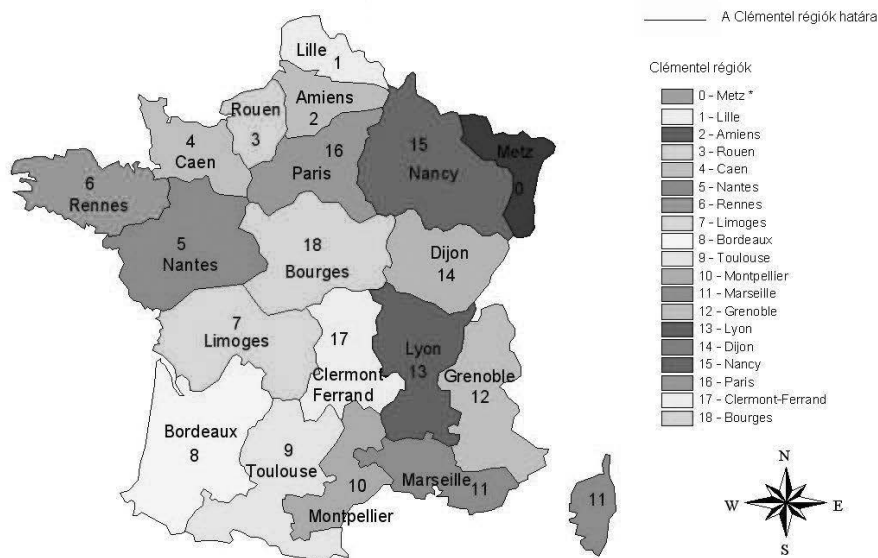 A Clémentel régiók határa
Clémentel régiók
0 - Metz *
1 - Lille
2 - Amiens
3 - Rouen
4 - Caen
5 - Nantes
6 - Rennes
7 - Limoges
8 - Bordeaux
9 - Toulouse
10 - Montpellier
11 - Marseille
12 - Grenoble
13 - Lyon
14 - Dijon
15 - Nancy
16 - Paris
17 - Clermont-Ferrand
18 - Bourges
Lille 1
Amiens
2
Rouen
3
4
Caen
16
Paris
15
Nancy
Metz
0
6
Rennes
5
Nantes
18
Bourges
Dijon
14
7
Limoges
17
Clermont-
Ferrand
Lyon
13
Grenoble
12
Bordeaux
8
9
Toulouse
10
Montpellier
Marseille 11
11
N
W E
S